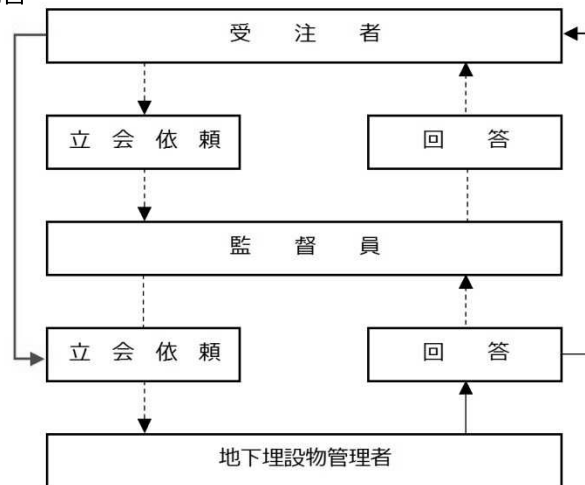 受 注 者
立 会 依 頼
回 答
監 督 員
立 会 依 頼
回 答
地下埋設物管理者